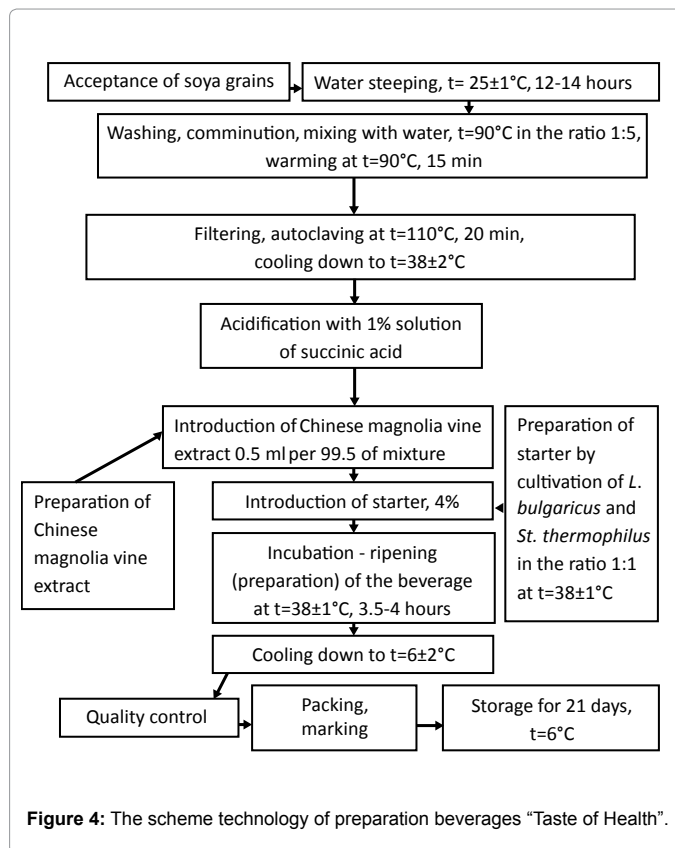 Acceptance of soya grains
Water steeping, t= 25±1°C, 12-14 hours
Washing, comminution, mixing with water, t=90°C in the ratio 1:5,
warming at t=90°C, 15 min
Filtering, autoclaving at t=110°C, 20 min,
cooling down to t=38±2°C
Acidification with 1% solution
of succinic acid
Introduction of Chinese magnolia vine
extract 0.5 ml per 99.5 of mixture
Preparation of
Chinese
magnolia vine
extract
Introduction of starter, 4%
Preparation of
starter by
cultivation of L.
bulgaricus and
St. thermophilus
in the ratio 1:1
at t=38±1°C
Incubation - ripening
(preparation) of the beverage
at t=38±1°C, 3.5-4 hours
Cooling down to t=6±2°C
Quality control
Packing,
marking
Storage for 21 days,
t=6°C
Figure 4: The scheme technology of preparation beverages “Taste of Health”.